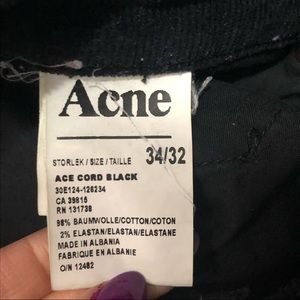 Acne
STORLEK / SIZE / TAILLE 34/32
ACE CORD BLACK
30E124-128234
CA 39815
RN 131738
98% BAUMWOLLE/COTTON/COTON
2% ELASTAN/ELASTAN/ELASTANE
MADE IN ALBANIA
FABRIQUE EN ALBANIE
O/N 12482